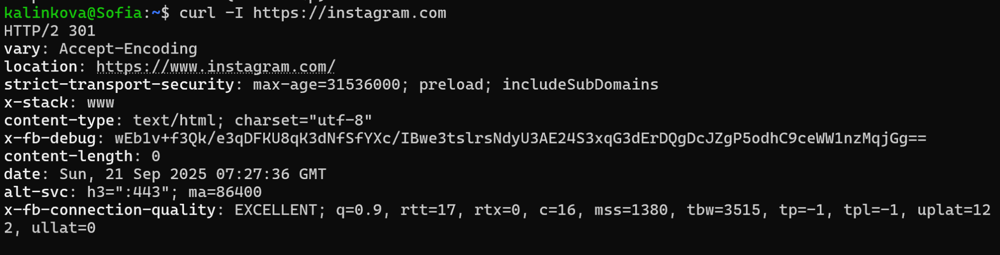 kalinkova@Sofia:~$ curl -I https://instagram.com
HTTP/2 301
vary: Accept-Encoding
location: https://www.instagram.com/
strict-transport-security: max-age=31536000; preload; includeSubDomains
x-stack: www
content-type: text/html; charset="utf-8"
x-fb-debug: wEb1v+f3Qk/e3qDFKU8qK3dNfSfYXc/IBwe3tslrsNdyU3AE24S3xqG3dErDQgDcJZgP5odhC9ceWW1nzMqjGg==
content-length: 0
date: Sun, 21 Sep 2025 07:27:36 GMT
alt-svc: h3=":443"; ma=86400
x-fb-connection-quality: EXCELLENT; q=0.9, rtt=17, rtx=0, c=16, mss=1380, tbw=3515, tp=-1, tpl=-1, uplat=12
2, ullat=0